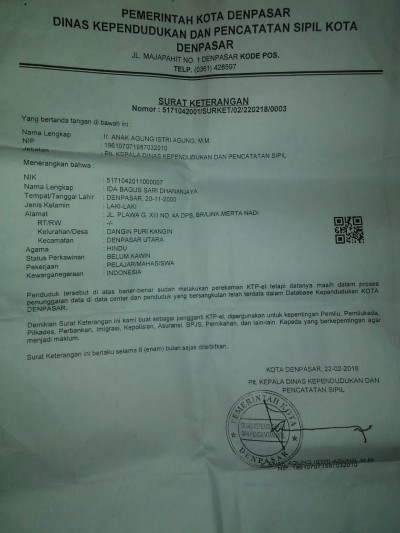 PEMERINTAH KOTA DENPASAR
DINAS KEPENDUDUKAN DAN PENCATATAN SIPIL KOTA
DENPASAR
JL. MAJAPAHIT NO. 1 DENPASAR KODE POS.
TELP. (0361) 428597
SURAT KETERANGAN
Nomor : 5171042001/SURKET/02/220218/0003
Yang bertanda tangan di bawah ini :
Nama Lengkap : Ir. ANAK AGUNG ISTRI AGUNG, M.M.
NIP : 196107071987032010
Jabatan : Plt. KEPALA DINAS KEPENDUDUKAN DAN PENCATATAN SIPIL
Menerangkan bahwa :
NIK : 5171042011000007
Nama Lengkap : IDA BAGUS SARI DHANANJAYA
Tempat/Tanggal Lahir : DENPASAR, 20-11-2000
Jenis Kelamin : LAKI-LAKI
Alamat : JL. PLAWA G. XII NO. 4A DPS, BR/LINK MERTA NADI
RT/RW : -/-
Kelurahan/Desa : DANGIN PURI KANGIN
Kecamatan : DENPASAR UTARA
Agama : HINDU
Status Perkawinan : BELUM KAWIN
Pekerjaan : PELAJAR/MAHASISWA
Kewarganegaraan : INDONESIA
Penduduk tersebut di atas benar-benar sudah melakukan perekaman KTP-el tetapi datanya masih dalam proses
penunggalan data di data center dan penduduk yang bersangkutan telah terdata dalam Database Kependudukan KOTA
DENPASAR.
Demikian Surat Keterangan ini kami buat sebagai pengganti KTP-el, dipergunakan untuk kepentingan Pemilu, Pemilukada,
Pilkades, Perbankan, Imigrasi, Kepolisian, Asuransi, BPJS, Pernikahan, dan lain-lain. Kepada yang berkepentingan agar
menjadi maklum.
Surat Keterangan ini berlaku selama 6 (enam) bulan sejak diterbitkan.
KOTA DENPASAR, 22-02-2018
Plt. KEPALA DINAS KEPENDUDUKAN DAN
PENCATATAN SIPIL
PEMERINTAH KOTA
DENPASAR
ANAK AGUNG ISTRI AGUNG, M.M.
NIP. 196107071987032010